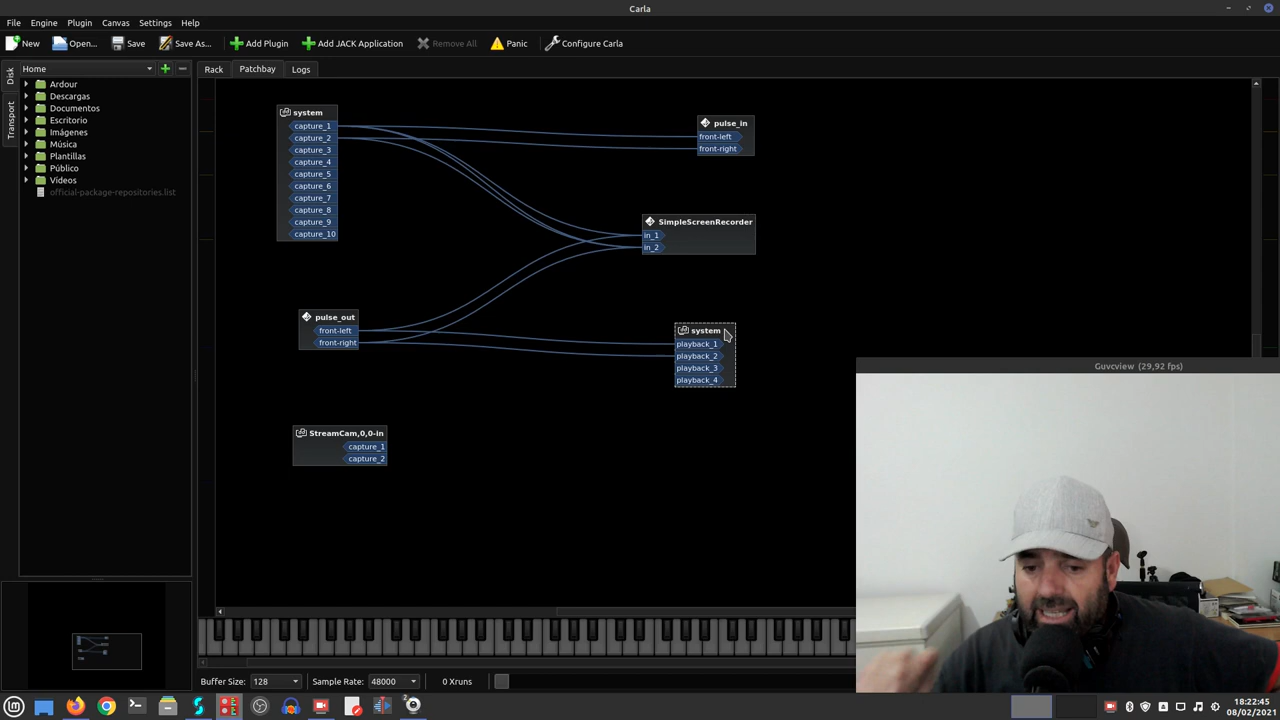 Carla
File Engine Plugin Canvas Settings Help
New Open... Save Save As... Add Plugin Add JACK Application Remove All Panic Configure Carla
Disk
Transport
Home
Ardour
Descargas
Documentos
Escritorio
Imágenes
Música
Plantillas
Público
Vídeos
official-package-repositories.list
Rack Patchbay Logs
system
capture_1
capture_2
capture_3
capture_4
capture_5
capture_6
capture_7
capture_8
capture_9
capture_10
pulse_in
front-left
front-right
SimpleScreenRecorder
in_1
in_2
pulse_out
front-left
front-right
system
playback_1
playback_2
playback_3
playback_4
StreamCam,0,0-in
capture_1
capture_2
Guvcview (29,92 fps)
Buffer Size: 128 Sample Rate: 48000 0 Xruns
18:22:45
08/02/2021